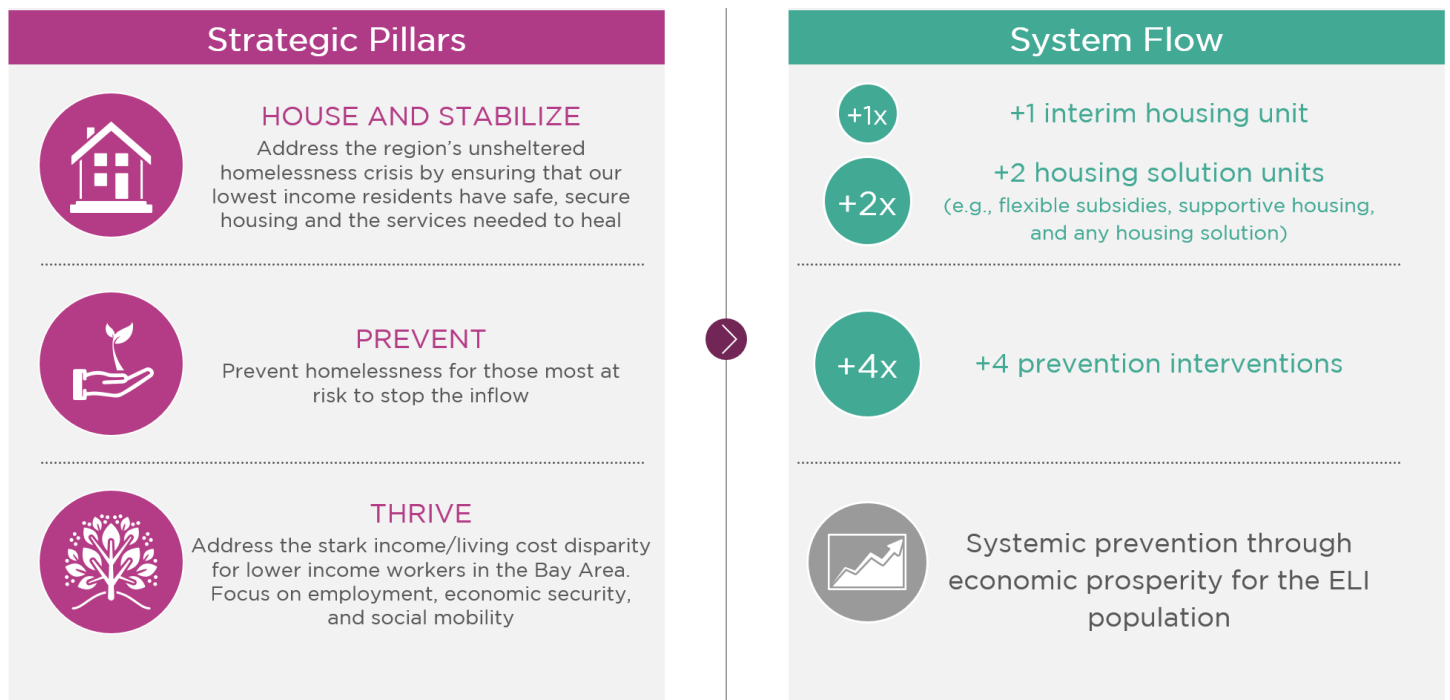 Strategic Pillars
HOUSE AND STABILIZE
Address the region’s unsheltered
homelessness crisis by ensuring that our
lowest income residents have safe, secure
housing and the services needed to heal
PREVENT
Prevent homelessness for those most at
risk to stop the inflow
THRIVE
Address the stark income/living cost disparity
for lower income workers in the Bay Area.
Focus on employment, economic security,
and social mobility
System Flow
+1x
+1 interim housing unit
+2x
+2 housing solution units
(e.g., flexible subsidies, supportive housing,
and any housing solution)
+4x
+4 prevention interventions
Systemic prevention through
economic prosperity for the ELI
population